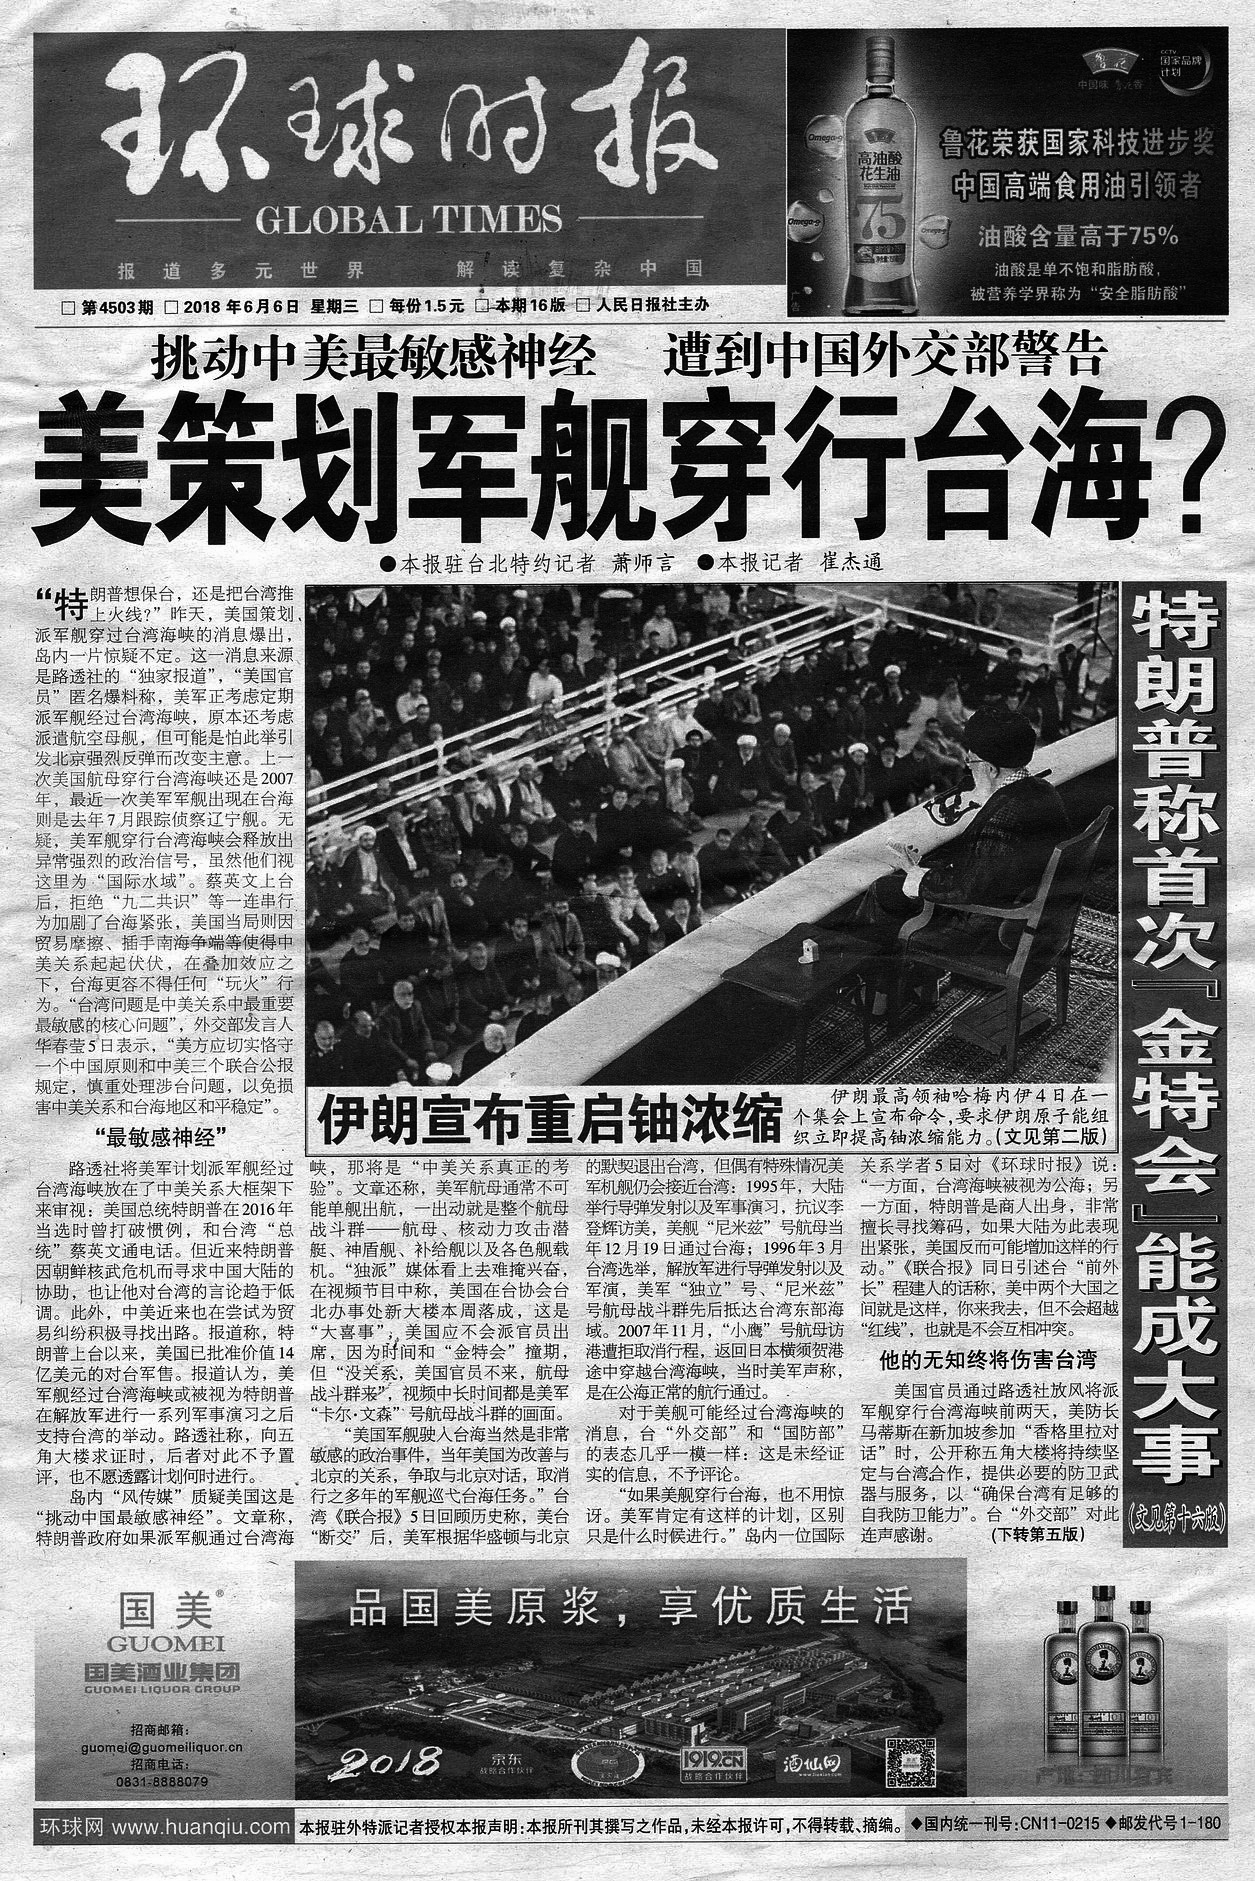 环球时报
GLOBAL TIMES
报道多元世界 解读复杂中国
鲁花
中国味 鲁花香
CCTV
国家品牌
计划
鲁花荣获国家科技进步奖
中国高端食用油引领者
油酸含量高于75%
油酸是单不饱和脂肪酸，
被营养学界称为“安全脂肪酸”
Omega-9
Omega-9
Omega-9
高油酸
花生油
75
□ 第4503期 □ 2018年6月6日 星期三 □ 每份1.5元 □ 本期16版 □ 人民日报社主办
挑动中美最敏感神经 遭到中国外交部警告
美策划军舰穿行台海？
●本报驻台北特约记者 萧师言 ●本报记者 崔杰通
“特朗普想保台，还是把台湾推
上火线？”昨天，美国策划
派军舰穿过台湾海峡的消息爆出，
岛内一片惊疑不定。这一消息来源
是路透社的“独家报道”，“美国官
员”匿名爆料称，美军正考虑定期
派军舰经过台湾海峡，原本还考虑
派遣航空母舰，但可能是怕此举引
发北京强烈反弹而改变主意。上一
次美国航母穿行台湾海峡还是2007
年，最近一次美军军舰出现在台海
则是去年7月跟踪侦察辽宁舰。无
疑，美军舰穿行台湾海峡会释放出
异常强烈的政治信号，虽然他们视
这里为“国际水域”。蔡英文上台
后，拒绝“九二共识”等一连串行
为加剧了台海紧张，美国当局则因
贸易摩擦、插手南海争端等使得中
美关系起起伏伏，在叠加效应之
下，台海更容不得任何“玩火”行
为。“台湾问题是中美关系中最重要
最敏感的核心问题”，外交部发言人
华春莹5日表示，“美方应切实恪守
一个中国原则和中美三个联合公报
规定，慎重处理涉台问题，以免损
害中美关系和台海地区和平稳定”。
“最敏感神经”
路透社将美军计划派军舰经过
台湾海峡放在了中美关系大框架下
来审视：美国总统特朗普在2016年
当选时曾打破惯例，和台湾“总
统”蔡英文通电话。但近来特朗普
因朝鲜核武危机而寻求中国大陆的
协助，也让他对台湾的言论趋于低
调。此外，中美近来也在尝试为贸
易纠纷积极寻找出路。报道称，特
朗普上台以来，美国已批准价值14
亿美元的对台军售。报道认为，美
军舰经过台湾海峡或被视为特朗普
在解放军进行一系列军事演习之后
支持台湾的举动。路透社称，向五
角大楼求证时，后者对此不予置
评，也不愿透露计划何时进行。
岛内“风传媒”质疑美国这是
“挑动中国最敏感神经”。文章称，
特朗普政府如果派军舰通过台湾海
伊朗宣布重启铀浓缩
伊朗最高领袖哈梅内伊4日在一
个集会上宣布命令，要求伊朗原子能组
织立即提高铀浓缩能力。（文见第二版）
峡，那将是“中美关系真正的考
验”。文章还称，美军航母通常不可
能单舰出航，一出动就是整个航母
战斗群——航母、核动力攻击潜
艇、神盾舰、补给舰以及各色舰载
机。“独派”媒体看上去难掩兴奋，
在视频节目中称，美国在台协会台
北办事处新大楼本周落成，这是
“大喜事”，美国应不会派官员出
席，因为时间和“金特会”撞期，
但“没关系，美国官员不来，航母
战斗群来”，视频中长时间都是美军
“卡尔·文森”号航母战斗群的画面。
“美国军舰驶入台海当然是非常
敏感的政治事件，当年美国为改善与
北京的关系，争取与北京对话，取消
行之多年的军舰巡弋台海任务。”台
湾《联合报》5日回顾历史称，美台
“断交”后，美军根据华盛顿与北京
的默契退出台湾，但偶有特殊情况美
军机舰仍会接近台湾：1995年，大陆
举行导弹发射以及军事演习，抗议李
登辉访美，美舰“尼米兹”号航母当
年12月19日通过台海；1996年3月
台湾选举，解放军进行导弹发射以及
军演，美军“独立”号、“尼米兹”
号航母战斗群先后抵达台湾东部海
域。2007年11月，“小鹰”号航母访
港遭拒取消行程，返回日本横须贺港
途中穿越台湾海峡，当时美军声称，
是在公海正常的航行通过。
对于美舰可能经过台湾海峡的
消息，台“外交部”和“国防部”
的表态几乎一模一样：这是未经证
实的信息，不予评论。
“如果美舰穿行台海，也不用惊
讶。美军肯定有这样的计划，区别
只是什么时候进行。”岛内一位国际
关系学者5日对《环球时报》说：
“一方面，台湾海峡被视为公海；另
一方面，特朗普是商人出身，非常
擅长寻找筹码，如果大陆为此表现
出紧张，美国反而可能增加这样的行
动。”《联合报》同日引述台“前外
长”程建人的话称，美中两个大国之
间就是这样，你来我去，但不会超越
“红线”，也就是不会互相冲突。
他的无知终将伤害台湾
美国官员通过路透社放风将派
军舰穿行台湾海峡前两天，美防长
马蒂斯在新加坡参加“香格里拉对
话”时，公开称五角大楼将持续坚
定与台湾合作，提供必要的防卫武
器与服务，以“确保台湾有足够的
自我防卫能力”。台“外交部”对此
连声感谢。 （下转第五版）
特朗普称首次『金特会』能成大事
（文见第十六版）
国美®
GUOMEI
国美酒业集团
GUOMEI LIQUOR GROUP
招商邮箱：
guomei@guomeiliquor.cn
招商电话：
0831-8888079
品国美原浆，享优质生活
2018
京东
战略合作伙伴
1919.CN
战略合作伙伴
酒仙网
www.jiuxian.com
环球网 www.huanqiu.com
本报驻外特派记者授权本报声明：本报所刊其撰写之作品，未经本报许可，不得转载、摘编。
◆国内统一刊号：CN11-0215 ◆邮发代号1-180